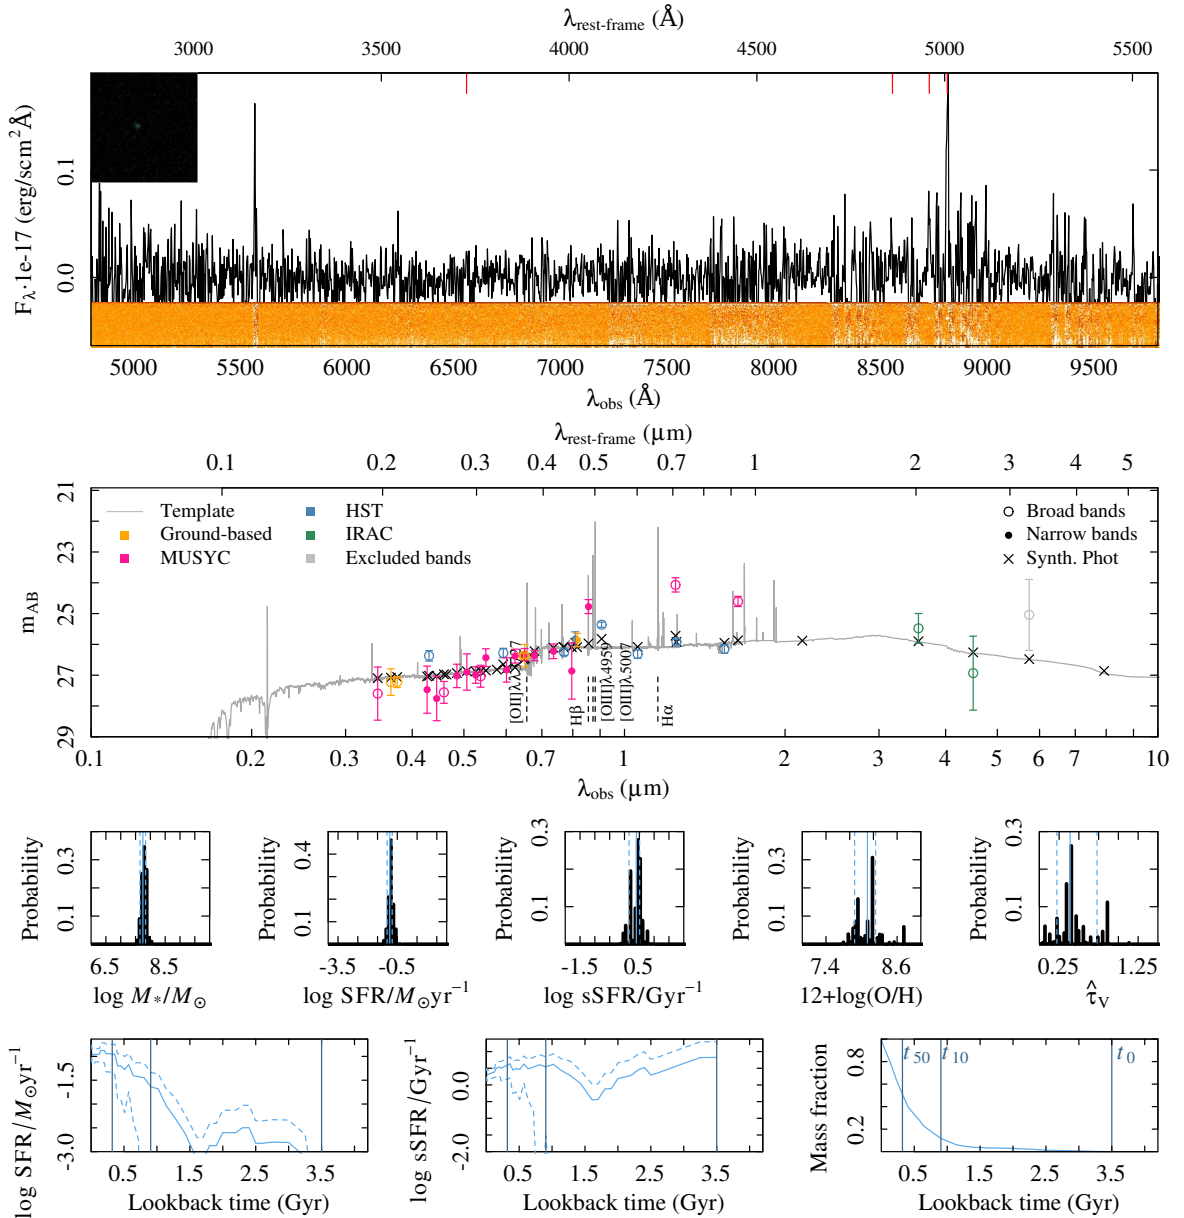 λrest-frame (Å)
3000 3500 4000 4500 5000 5500
Fλ·1e-17 (erg/scm²Å)
0.1
0.0
5000 5500 6000 6500 7000 7500 8000 8500 9000 9500
λobs (Å)
λrest-frame (μm)
0.1 0.2 0.3 0.4 0.5 0.7 1 2 3 4 5
mAB
21
23
25
27
29
Template
Ground-based
MUSYC
HST
IRAC
Excluded bands
Broad bands
Narrow bands
Synth. Phot
Hβ
[OIII]λ4959
[OIII]λ5007
Hα
0.1 0.2 0.3 0.4 0.5 0.7 1 2 3 4 5 6 7 8 10
λobs (μm)
Probability
0.3
0.1
6.5 8.5
log M*/M⊙
Probability
0.4
0.1
-3.5 -0.5
log SFR/M⊙yr⁻¹
Probability
0.3
0.1
-1.5 0.5
log sSFR/Gyr⁻¹
Probability
0.3
0.1
7.4 8.6
12+log(O/H)
Probability
0.3
0.1
0.25 1.25
τ̂V
log SFR/M⊙yr⁻¹
-1.5
-3.0
0.5 1.5 2.5 3.5
Lookback time (Gyr)
log sSFR/Gyr⁻¹
0.0
-2.0
0.5 1.5 2.5 3.5
Lookback time (Gyr)
Mass fraction
0.8
0.2
t50 t10 t0
0.5 1.5 2.5 3.5
Lookback time (Gyr)